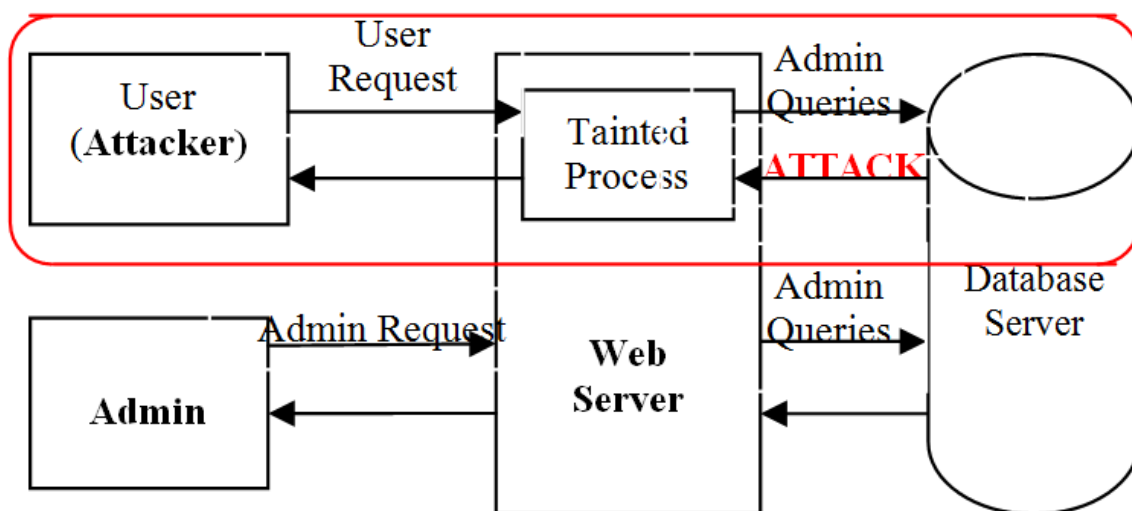 User
Request
Admin
Queries
User
(Attacker)
Tainted
Process
ATTACK
Admin Request
Admin
Queries
Database
Server
Web
Server
Admin